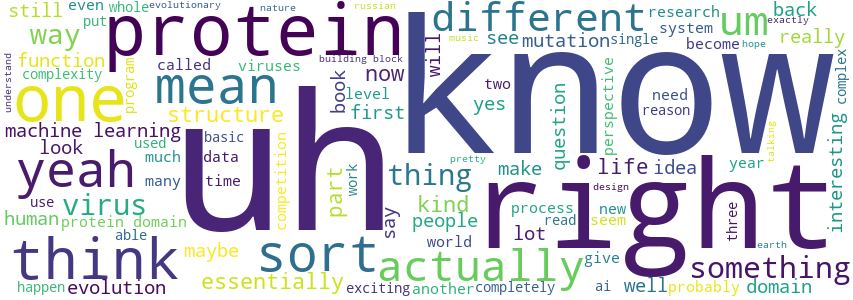 still even whole evolutionary nature russian
put
way
protein
different research back
um
system really
see mutation single
become exactly
hope
music
called building block
function
complexity viruses
understand
program
mean
one
book now level first
will
know
two
yes
question
perspective
need reason
complex
structure
machine learning
look
used basic
much data
many time
use
yeah
uh
competition
part
work
thing
pretty
make
life idea
year
talking
interesting
design
virus
human protein domain
able
maybe
say
kind
people
process new
read seem
lot
right
three
world
give
earth
think
sort
actually
something
essentially
happen evolution
exciting another completely
ai well probably domain